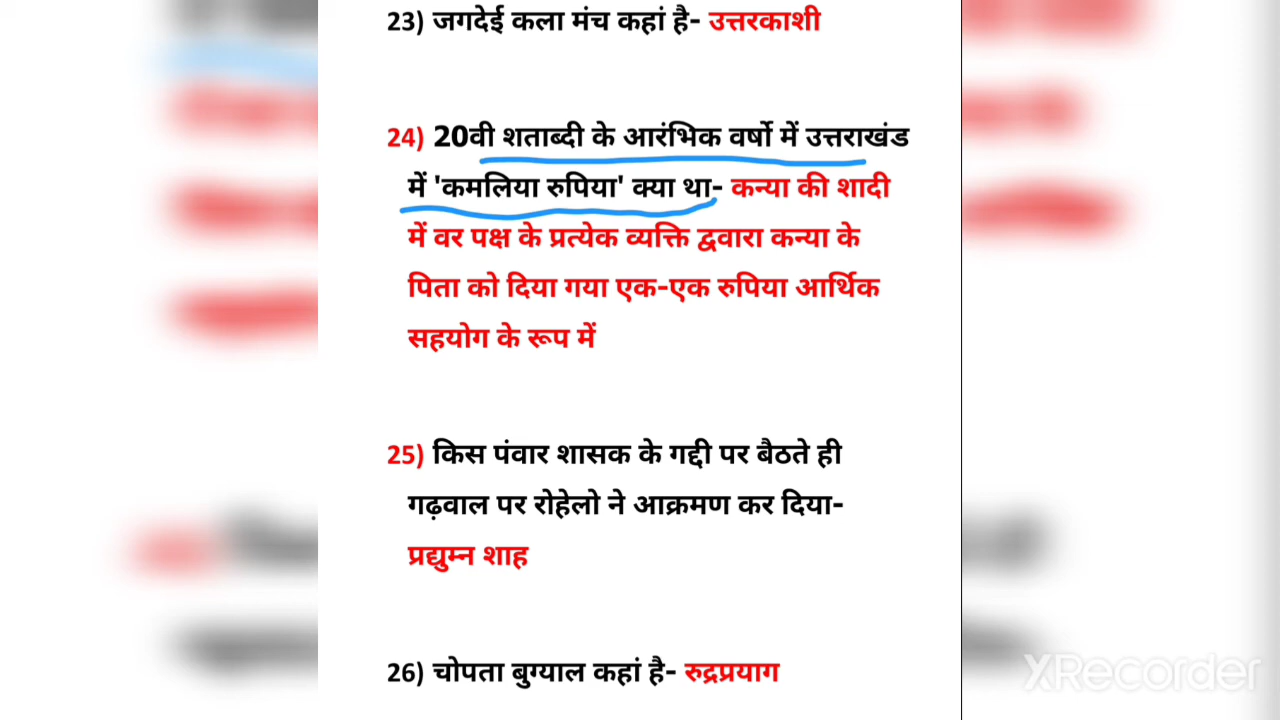 23) जगदेई कला मंच कहां है- उत्तरकाशी
24) 20वी शताब्दी के आरंभिक वर्षो में उत्तराखंड
में 'कमलिया रुपिया' क्या था- कन्या की शादी
में वर पक्ष के प्रत्येक व्यक्ति द्ववारा कन्या के
पिता को दिया गया एक-एक रुपिया आर्थिक
सहयोग के रूप में
25) किस पंवार शासक के गद्दी पर बैठते ही
गढ़वाल पर रोहेलो ने आक्रमण कर दिया-
प्रद्युम्न शाह
26) चोपता बुग्याल कहां है- रुद्रप्रयाग
XRecorder